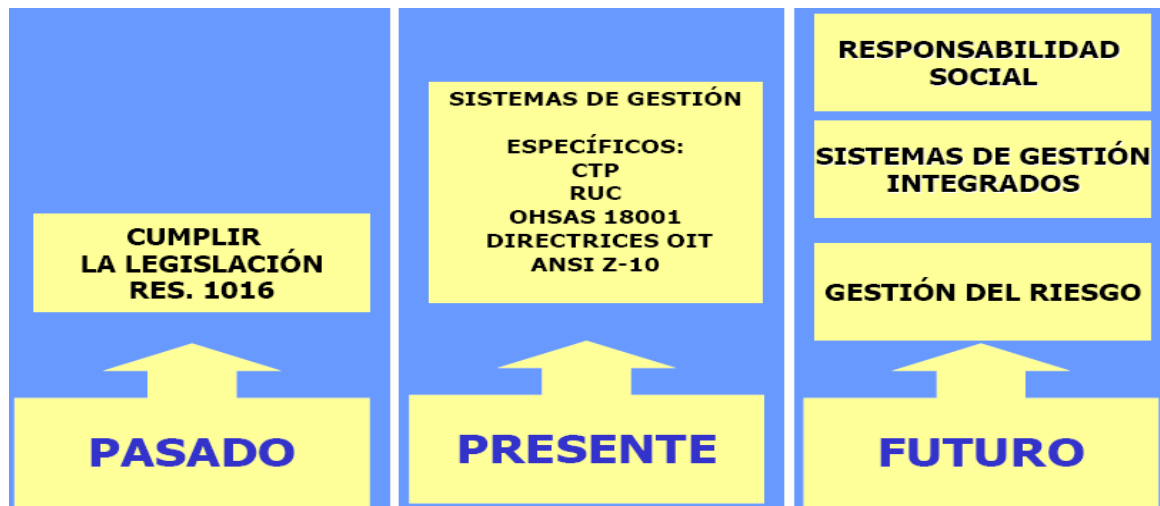 CUMPLIR
LA LEGISLACIÓN
RES. 1016
PASADO
SISTEMAS DE GESTIÓN
ESPECÍFICOS:
CTP
RUC
OHSAS 18001
DIRECTRICES OIT
ANSI Z-10
PRESENTE
RESPONSABILIDAD
SOCIAL
SISTEMAS DE GESTIÓN
INTEGRADOS
GESTIÓN DEL RIESGO
FUTURO